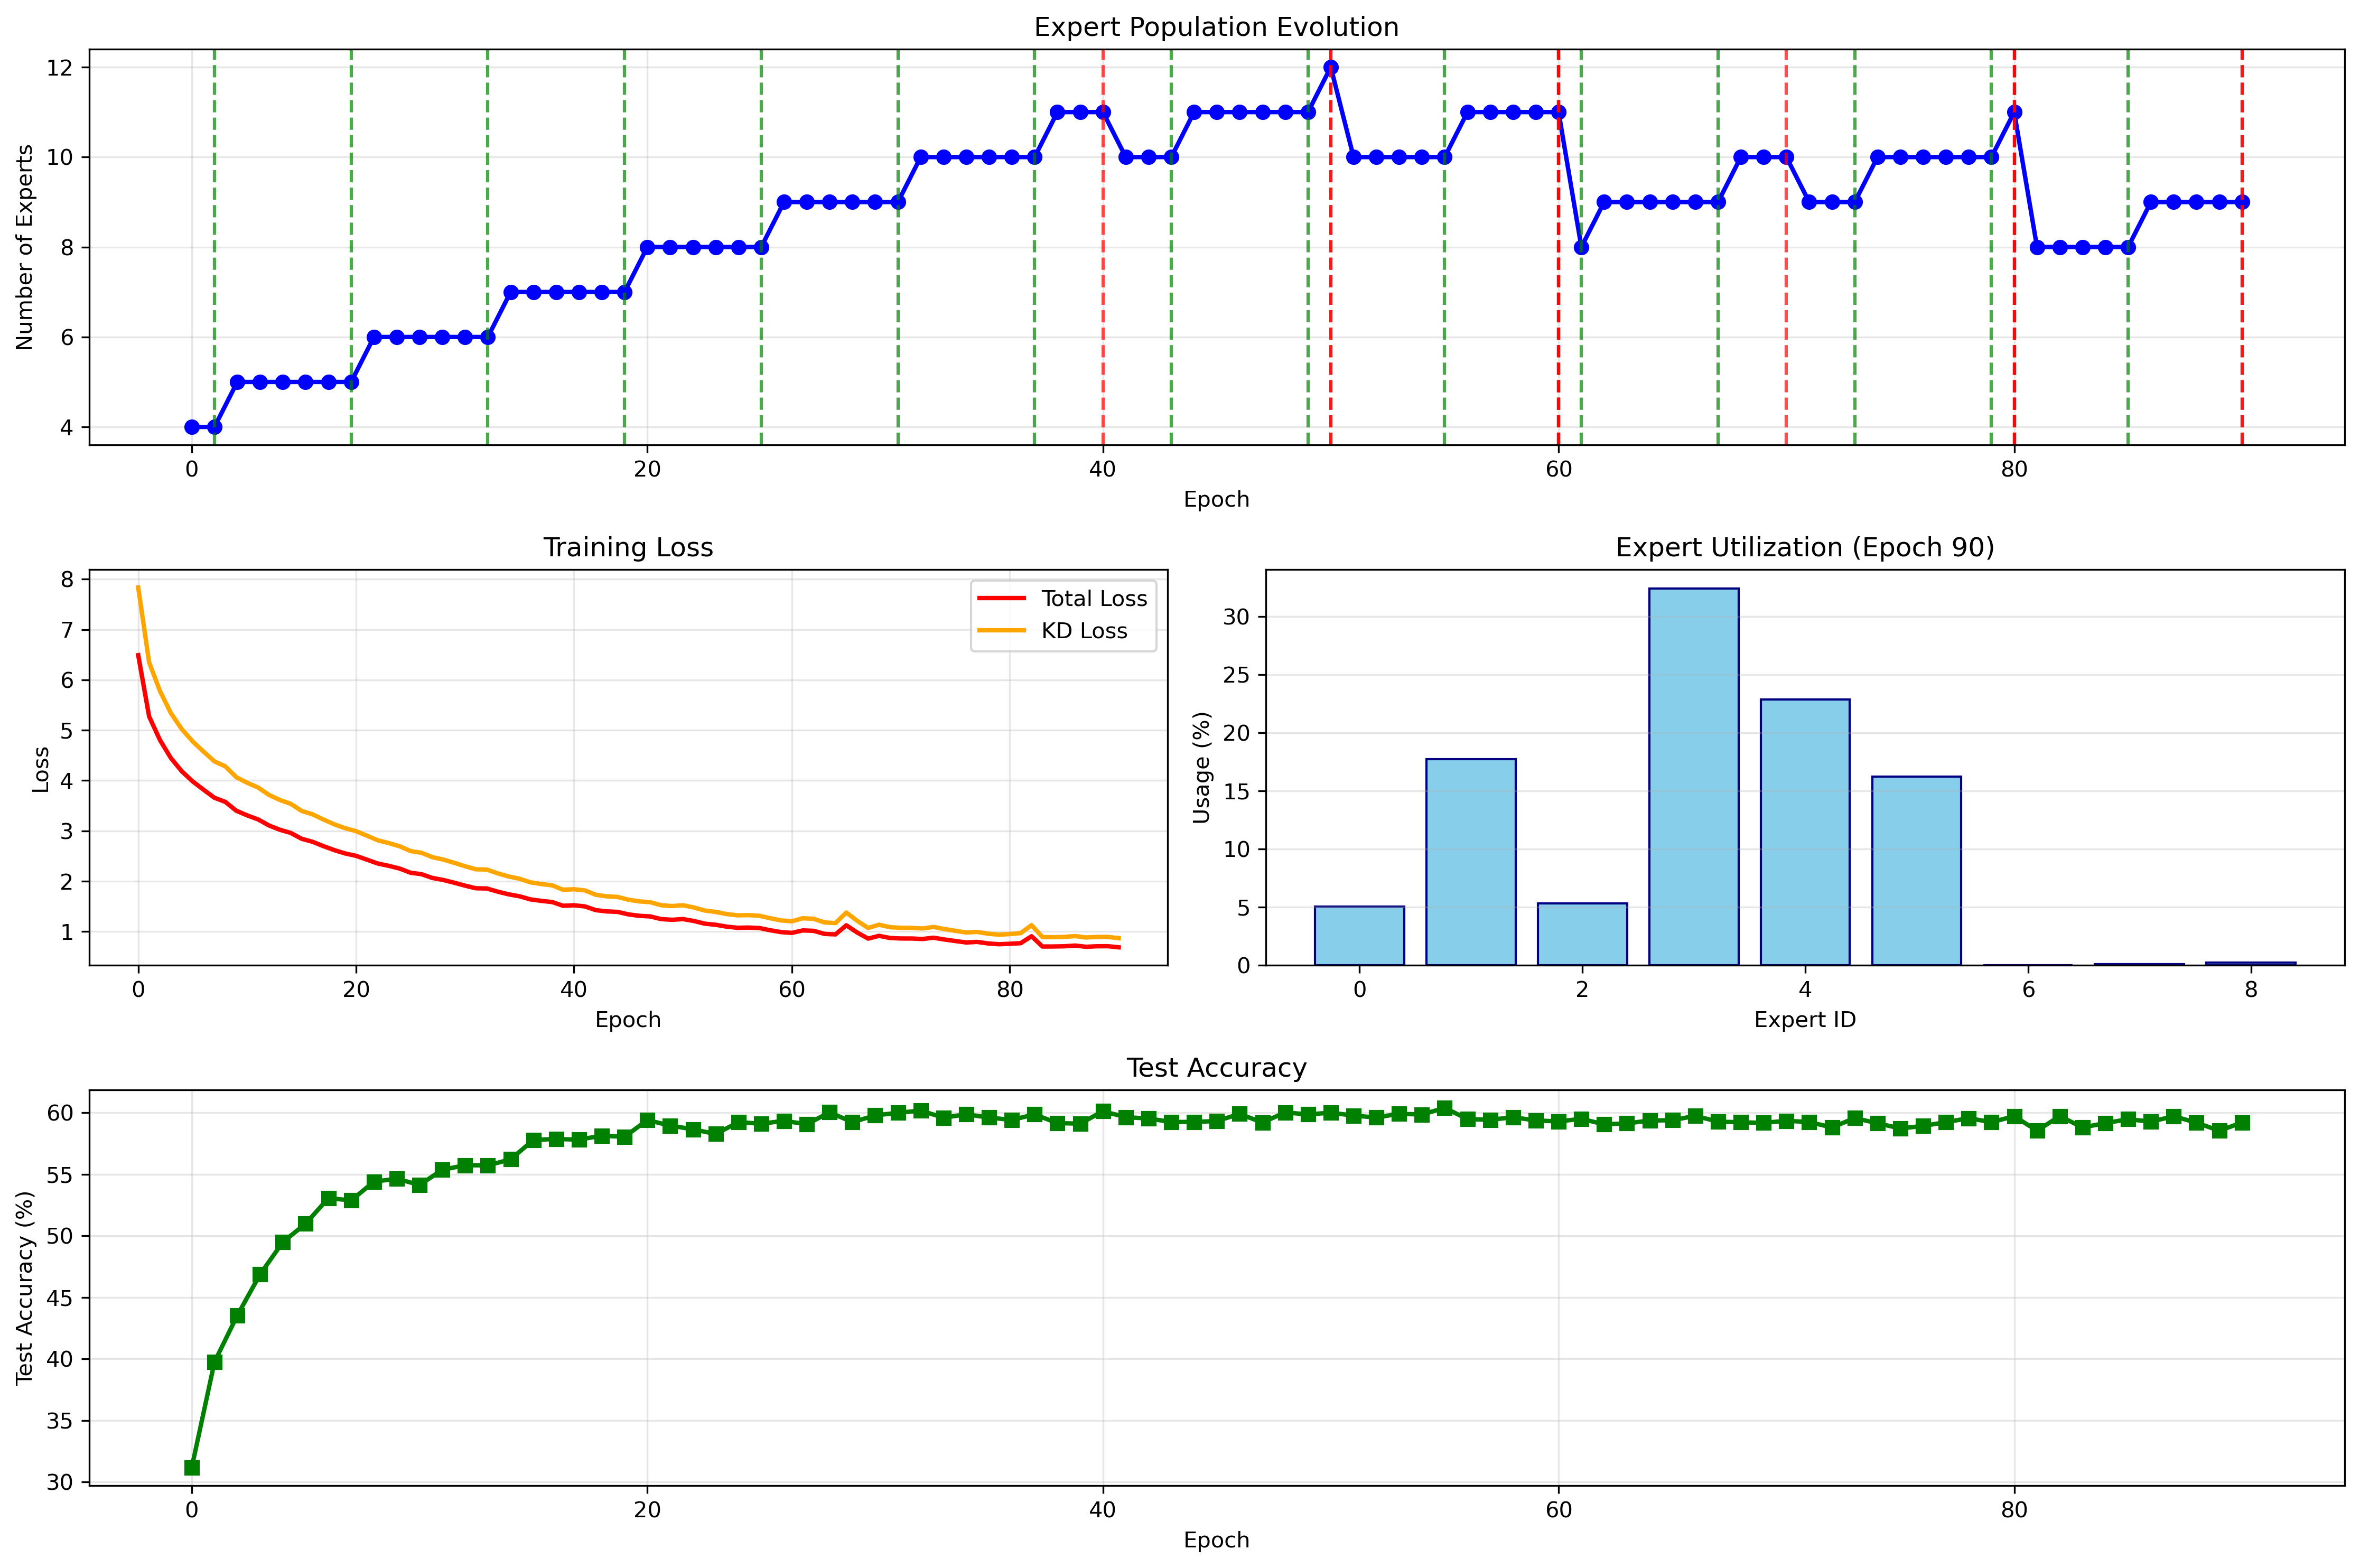 Expert Population Evolution
Number of Experts
12
10
8
6
4
0 20 40 60 80
Epoch
Training Loss
Loss
8
7
6
5
4
3
2
1
Total Loss
KD Loss
0 20 40 60 80
Epoch
Expert Utilization (Epoch 90)
Usage (%)
30
25
20
15
10
5
0
0 2 4 6 8
Expert ID
Test Accuracy
Test Accuracy (%)
60
55
50
45
40
35
30
0 20 40 60 80
Epoch